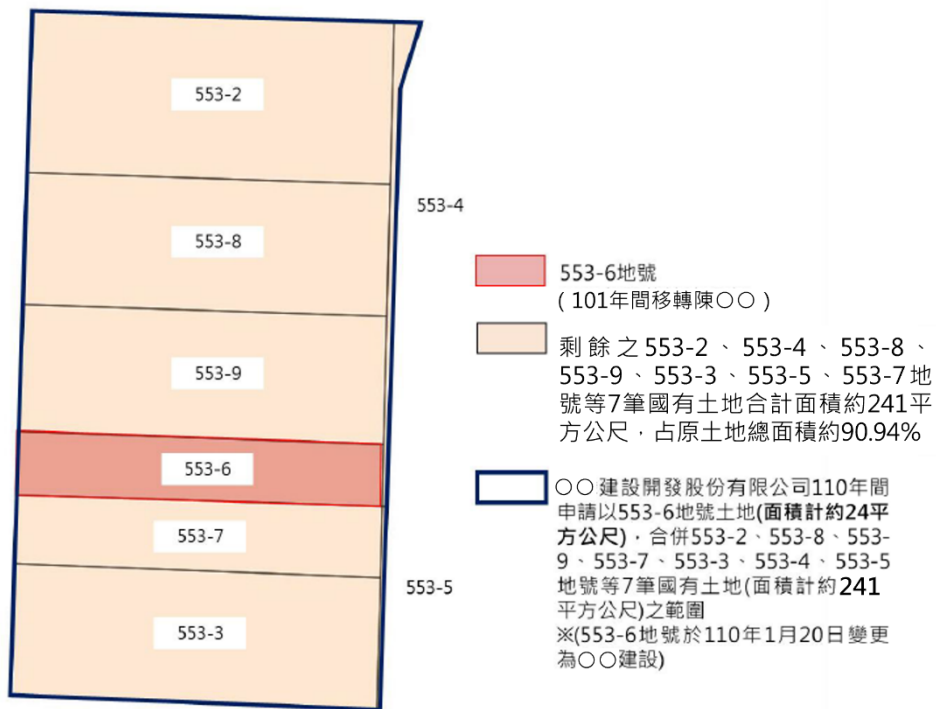 553-2
553-4
553-8
553-9
553-6
553-7
553-5
553-3
553-6地號
(101年間移轉陳○○)
剩餘之553-2、553-4、553-8、
553-9、553-3、553-5、553-7地
號等7筆國有土地合計面積約241平
方公尺，占原土地總面積約90.94%
○○建設開發股份有限公司110年間
申請以553-6地號土地(面積計約24平
方公尺)，合併553-2、553-8、553-
9、553-7、553-3、553-4、553-5
地號等7筆國有土地(面積計約241
平方公尺)之範圍
※(553-6地號於110年1月20日變更
為○○建設)